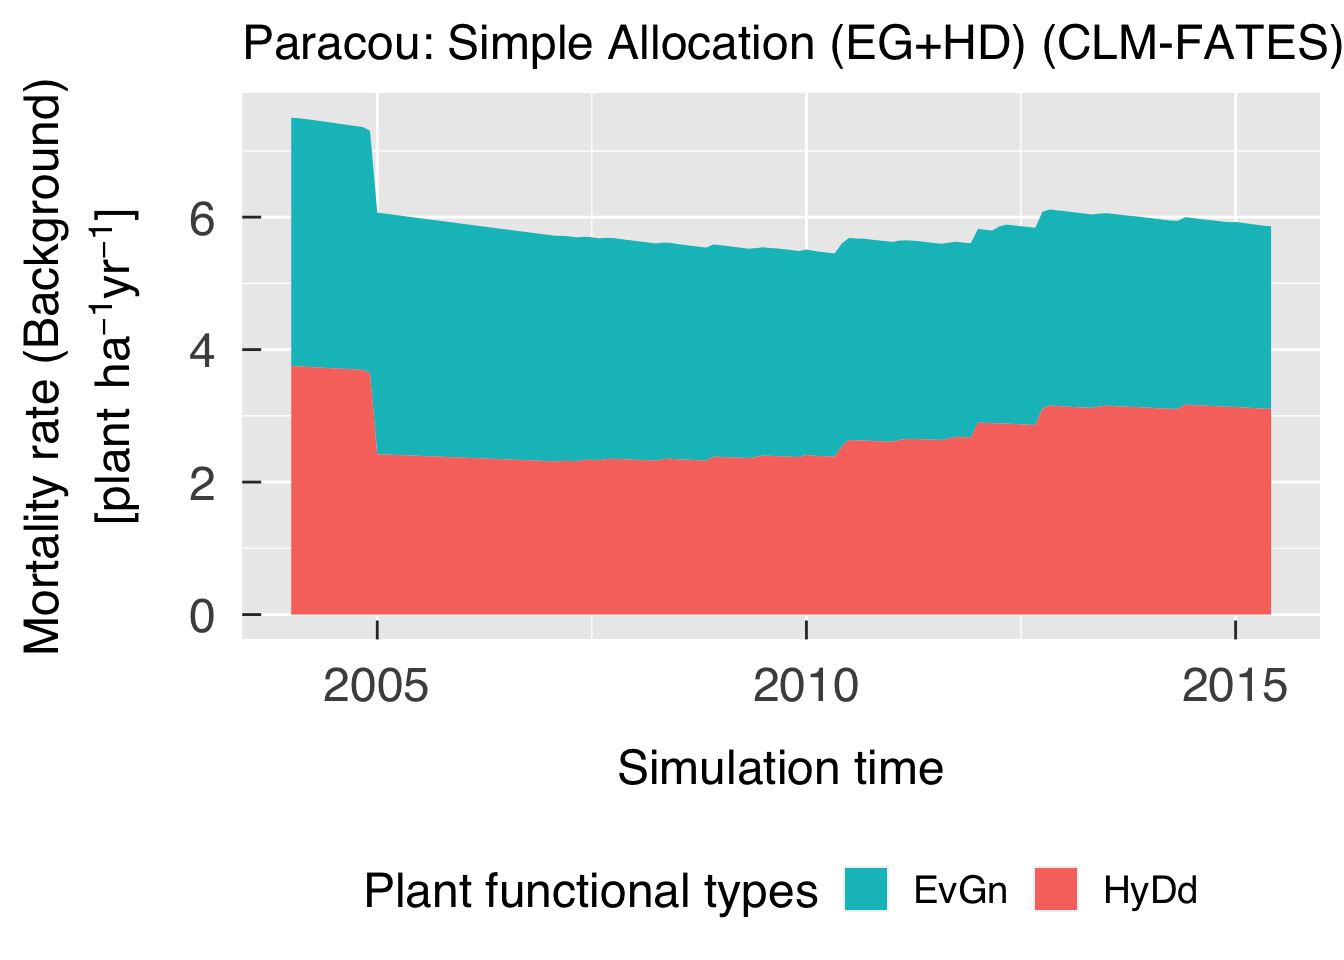 Paracou: Simple Allocation (EG+HD) (CLM-FATES)
Mortality rate (Background)
[plant ha⁻¹yr⁻¹]
6
4
2
0
2005 2010 2015
Simulation time
Plant functional types EvGn HyDd